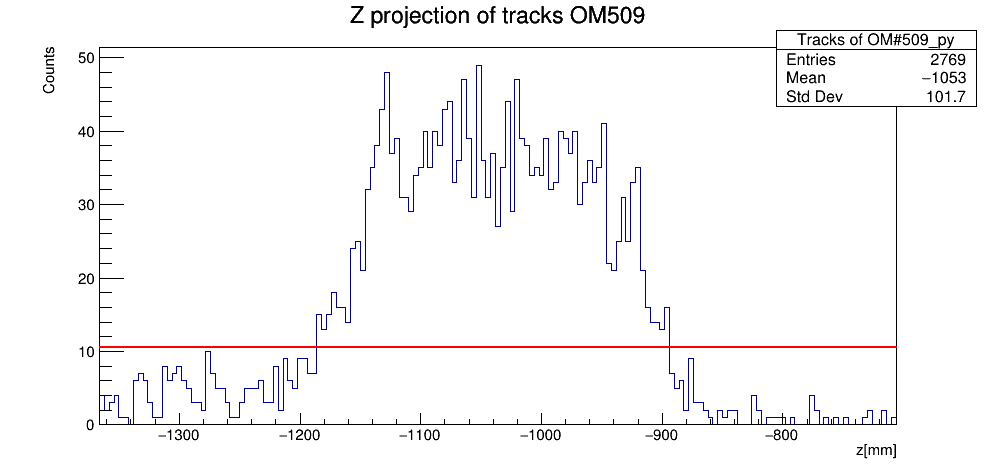 Z projection of tracks OM509
Tracks of OM#509_py
Entries 2769
Mean −1053
Std Dev 101.7
Counts
50
40
30
20
10
0
−1300 −1200 −1100 −1000 −900 −800
z[mm]